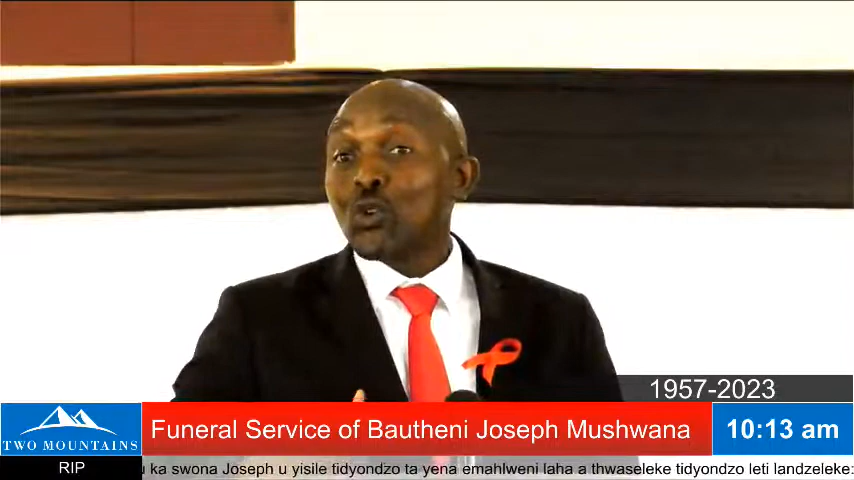 1957-2023
TWO MOUNTAINS
Funeral Service of Bautheni Joseph Mushwana
10:13 am
RIP
u ka swona Joseph u yisile tidyondzo ta yena emahlweni laha a thwaseleke tidyondzo leti landzeleke: